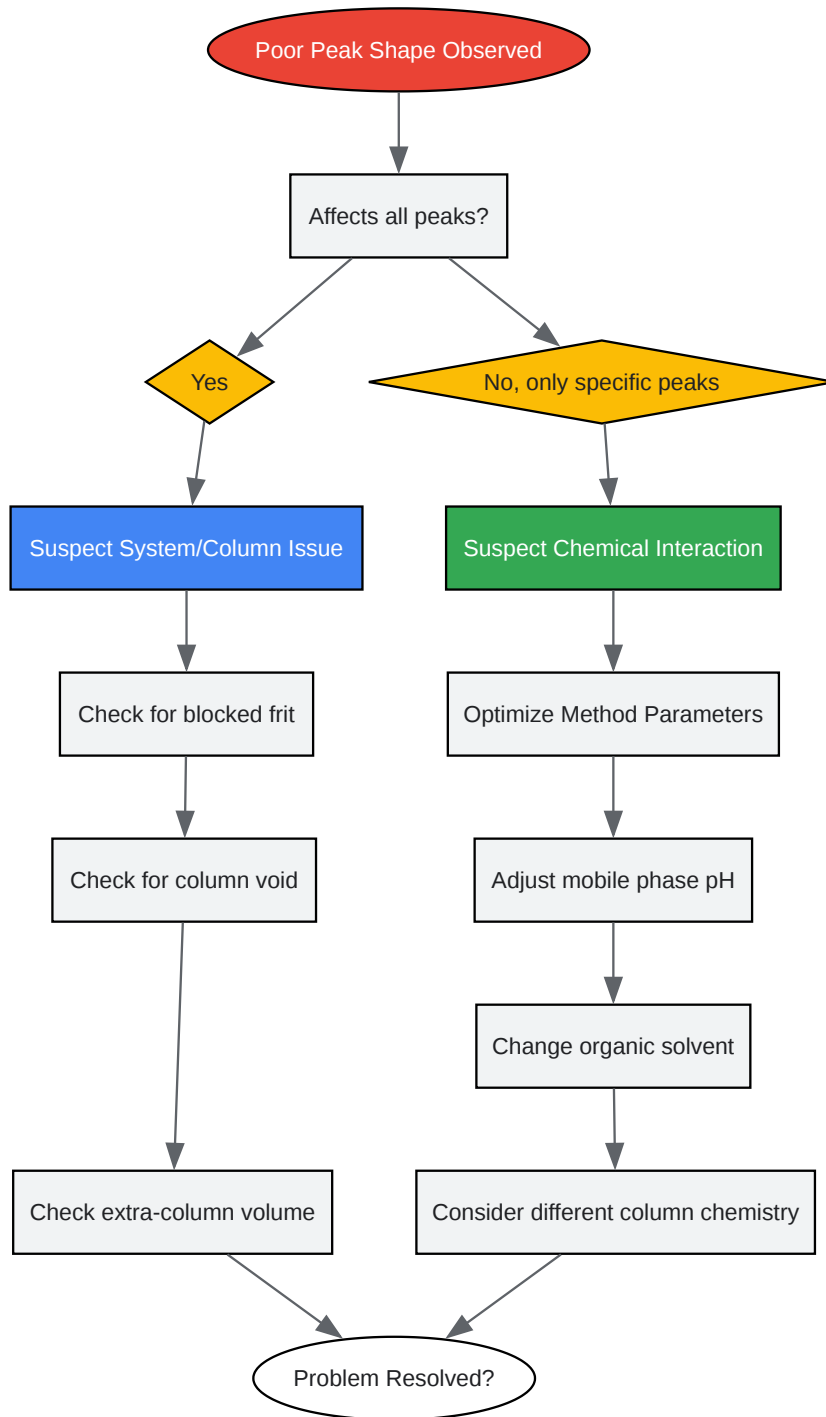 Poor Peak Shape Observed
Affects all peaks?
Yes
No, only specific peaks
Suspect System/Column Issue
Suspect Chemical Interaction
Check for blocked frit
Optimize Method Parameters
Check for column void
Adjust mobile phase pH
Change organic solvent
Check extra-column volume
Consider different column chemistry
Problem Resolved?